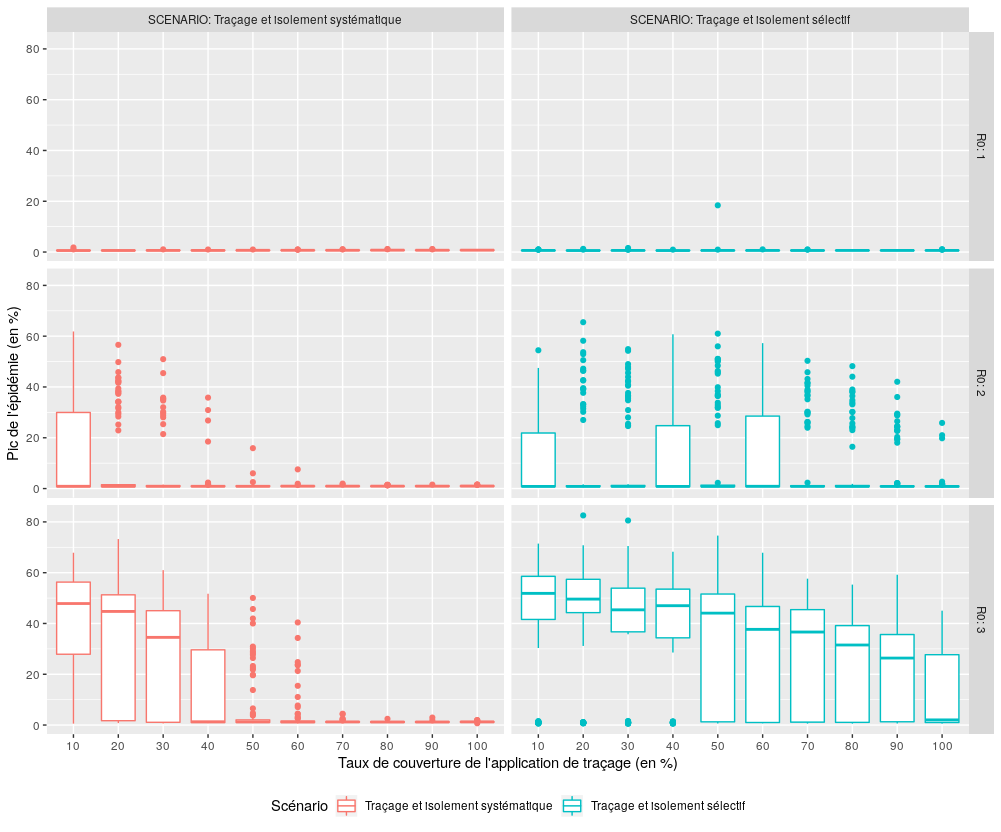 SCENARIO: Traçage et isolement systématique
SCENARIO: Traçage et isolement sélectif
80
60
40
20
0
R0: 1
80
60
40
20
0
R0: 2
80
60
40
20
0
R0: 3
Pic de l'épidémie (en %)
10 20 30 40 50 60 70 80 90 100
10 20 30 40 50 60 70 80 90 100
Taux de couverture de l'application de traçage (en %)
Scénario
Traçage et isolement systématique
Traçage et isolement sélectif